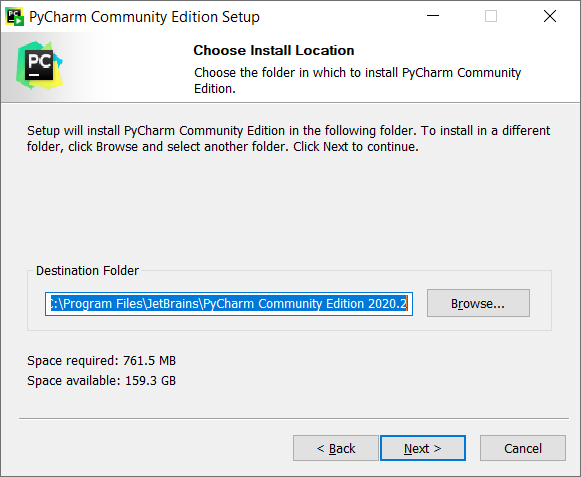 PyCharm Community Edition Setup
PC
Choose Install Location
Choose the folder in which to install PyCharm Community
Edition.
Setup will install PyCharm Community Edition in the following folder. To install in a different
folder, click Browse and select another folder. Click Next to continue.
Destination Folder
C:\Program Files\JetBrains\PyCharm Community Edition 2020.2
Browse...
Space required: 761.5 MB
Space available: 159.3 GB
< Back
Next >
Cancel